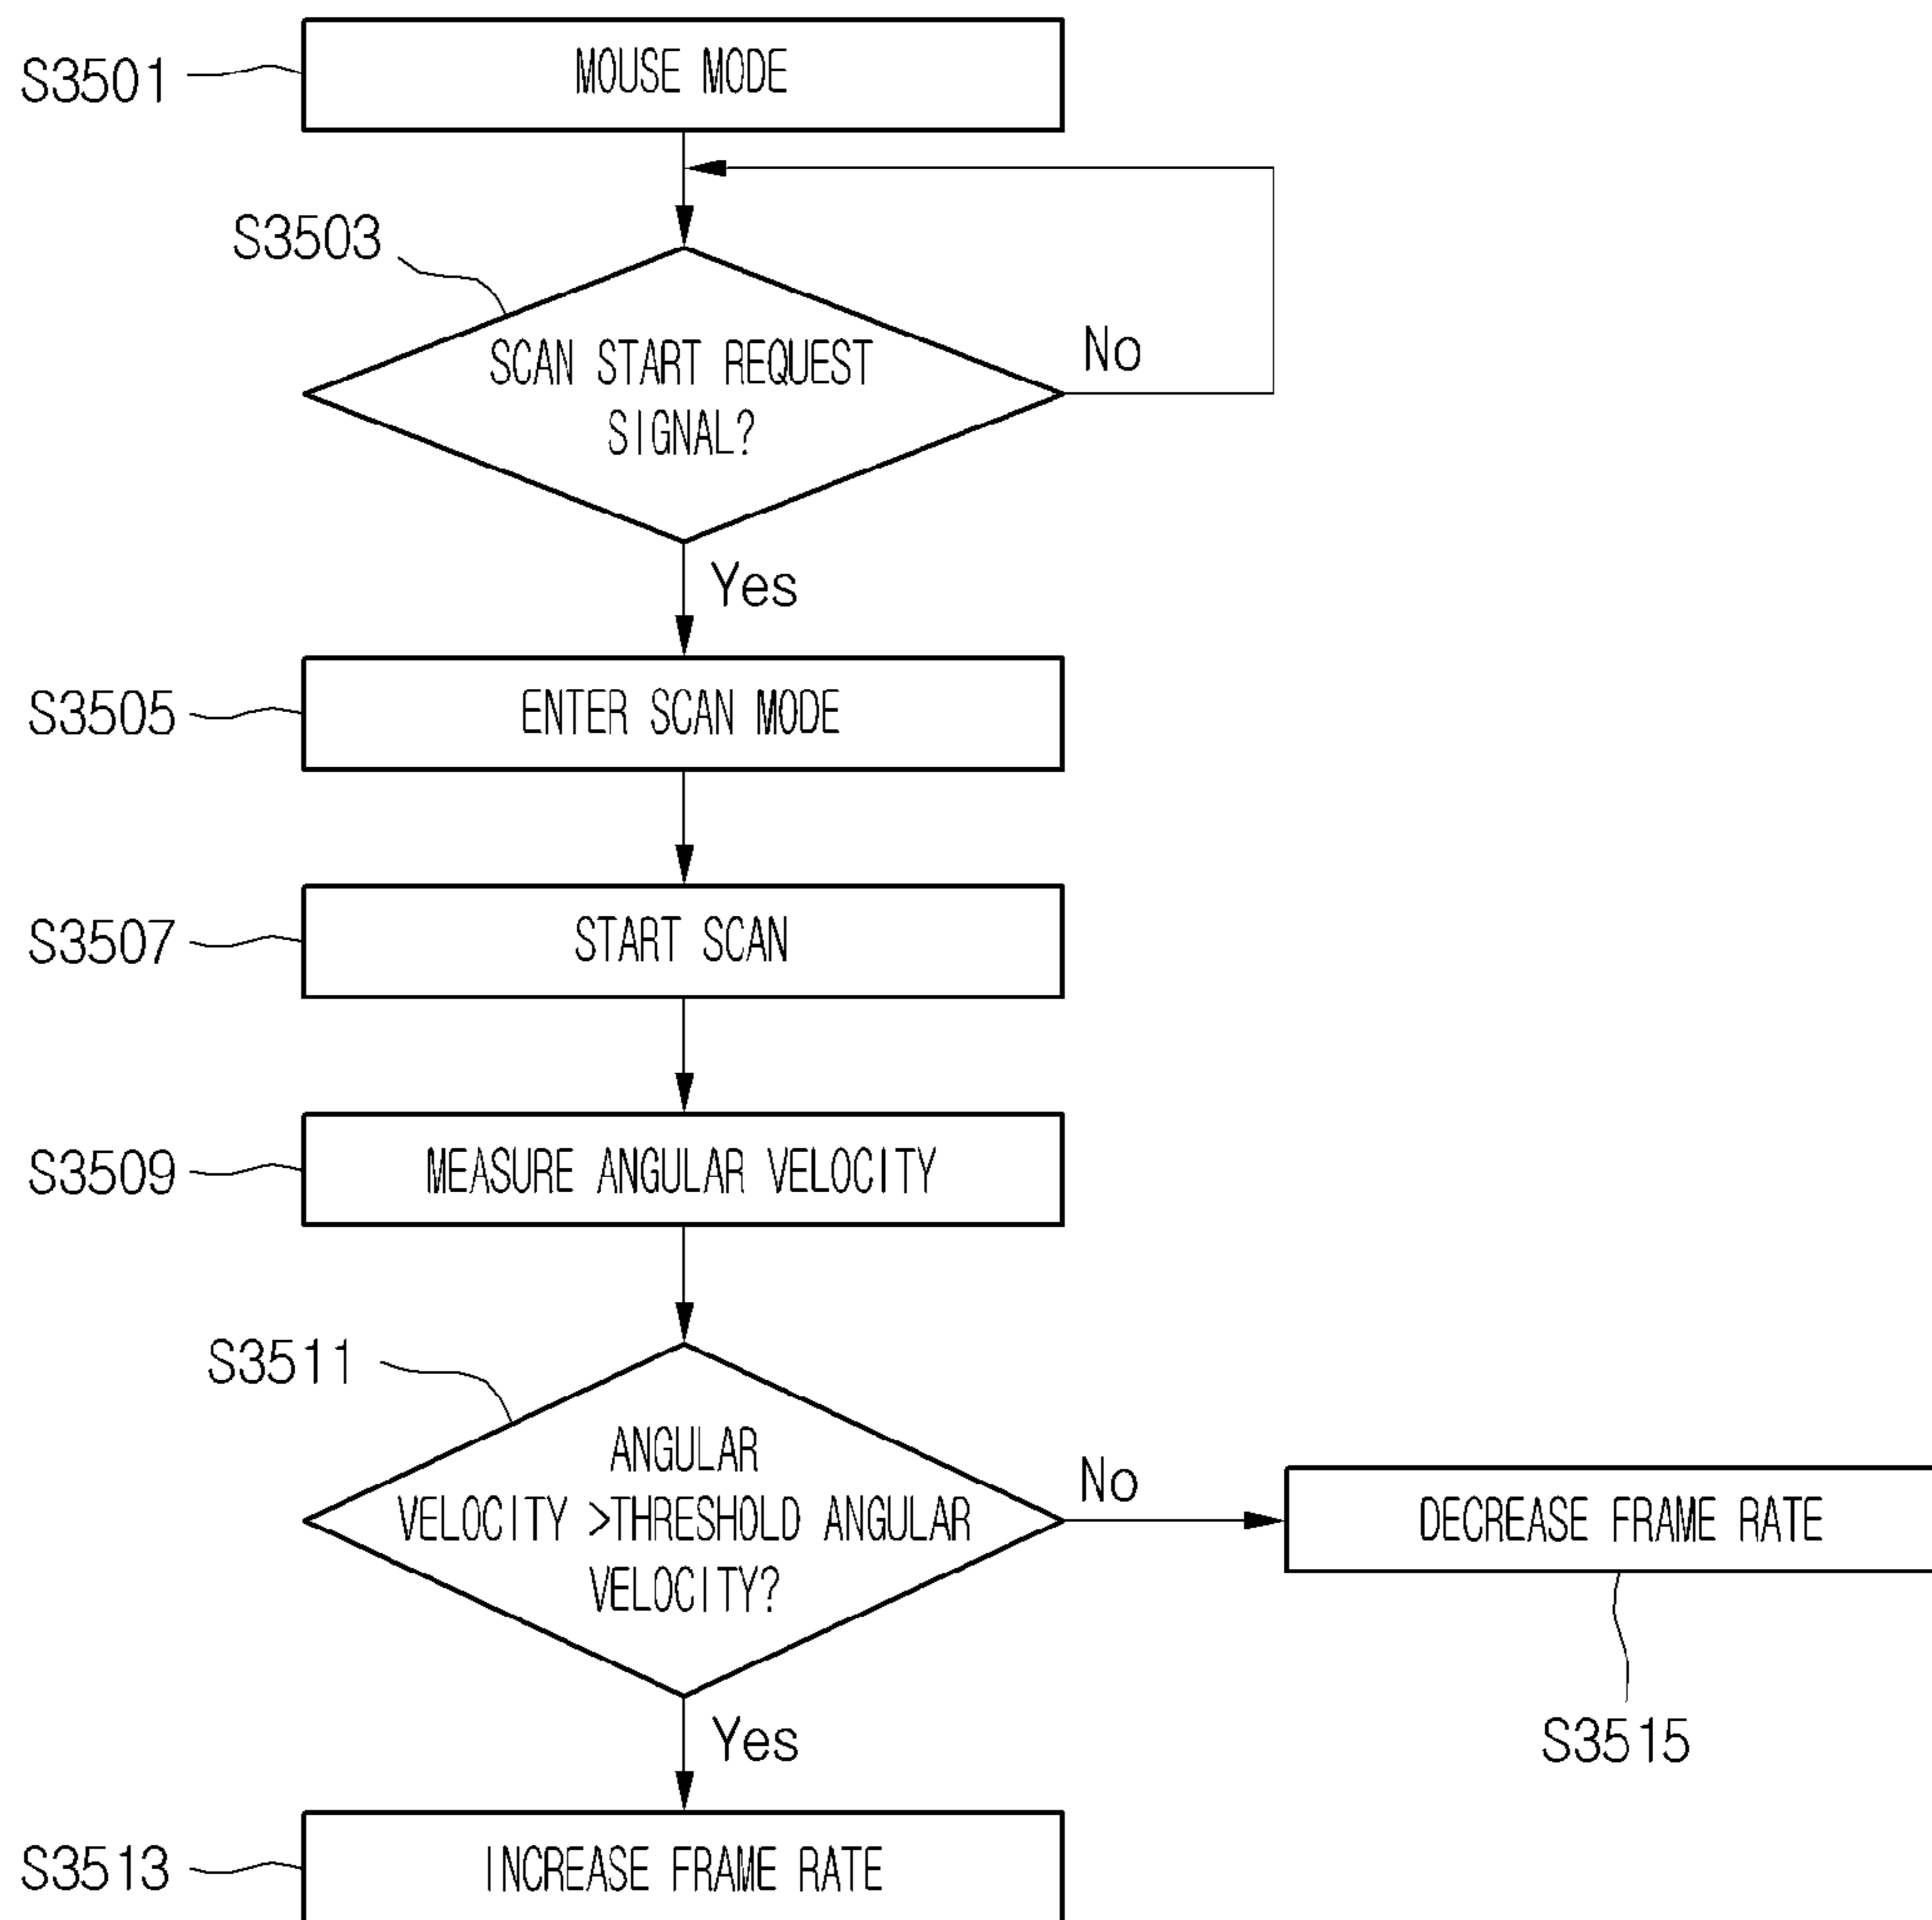 S3501
MOUSE MODE
S3503
SCAN START REQUEST
SIGNAL?
No
Yes
S3505
ENTER SCAN MODE
S3507
START SCAN
S3509
MEASURE ANGULAR VELOCITY
S3511
ANGULAR
VELOCITY >THRESHOLD ANGULAR
VELOCITY?
No
DECREASE FRAME RATE
S3515
Yes
S3513
INCREASE FRAME RATE